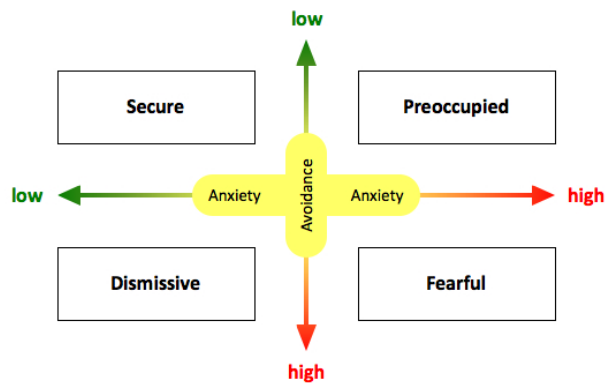 low
Secure
Preoccupied
low
Anxiety
Avoidance
Anxiety
high
Dismissive
Fearful
high